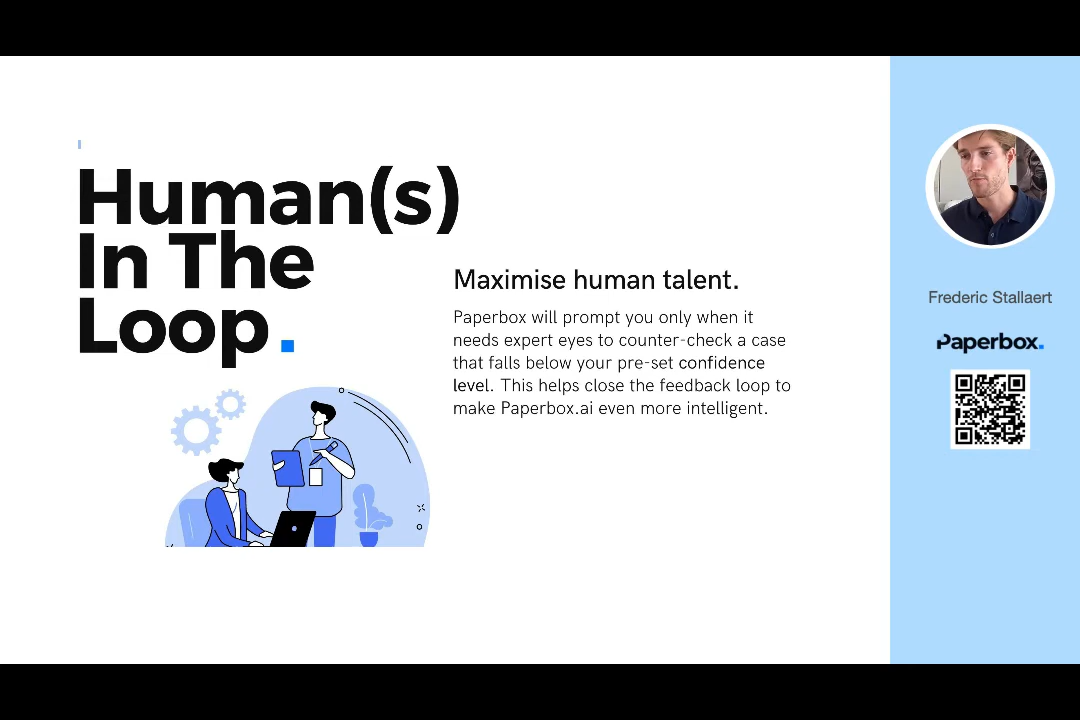 Human(s)
In The
Loop.
Maximise human talent.
Paperbox will prompt you only when it
needs expert eyes to counter-check a case
that falls below your pre-set confidence
level. This helps close the feedback loop to
make Paperbox.ai even more intelligent.
Frederic Stallaert
Paperbox.